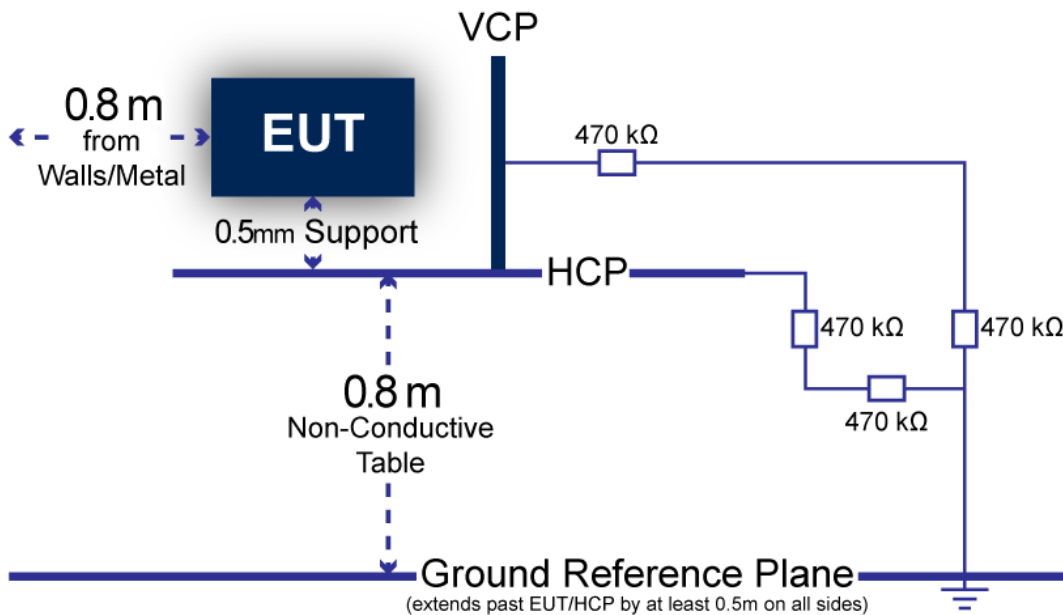 VCP
0.8 m
from
Walls/Metal
EUT
470 kΩ
0.5mm Support
HCP
470 kΩ
470 kΩ
470 kΩ
0.8 m
Non-Conductive
Table
Ground Reference Plane
(extends past EUT/HCP by at least 0.5m on all sides)